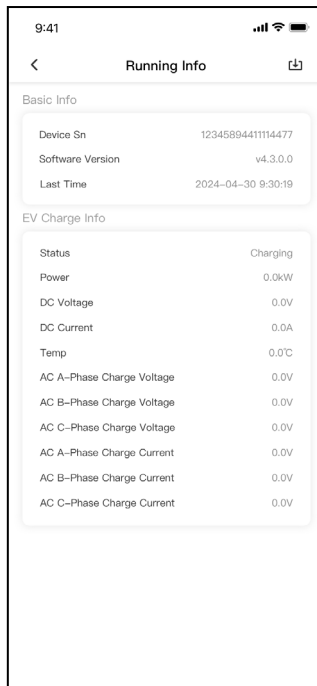 9:41
Running Info
Basic Info
Device Sn 12345894411114477
Software Version v4.3.0.0
Last Time 2024-04-30 9:30:19
EV Charge Info
Status Charging
Power 0.0kW
DC Voltage 0.0V
DC Current 0.0A
Temp 0.0℃
AC A-Phase Charge Voltage 0.0V
AC B-Phase Charge Voltage 0.0V
AC C-Phase Charge Voltage 0.0V
AC A-Phase Charge Current 0.0V
AC B-Phase Charge Current 0.0V
AC C-Phase Charge Current 0.0V